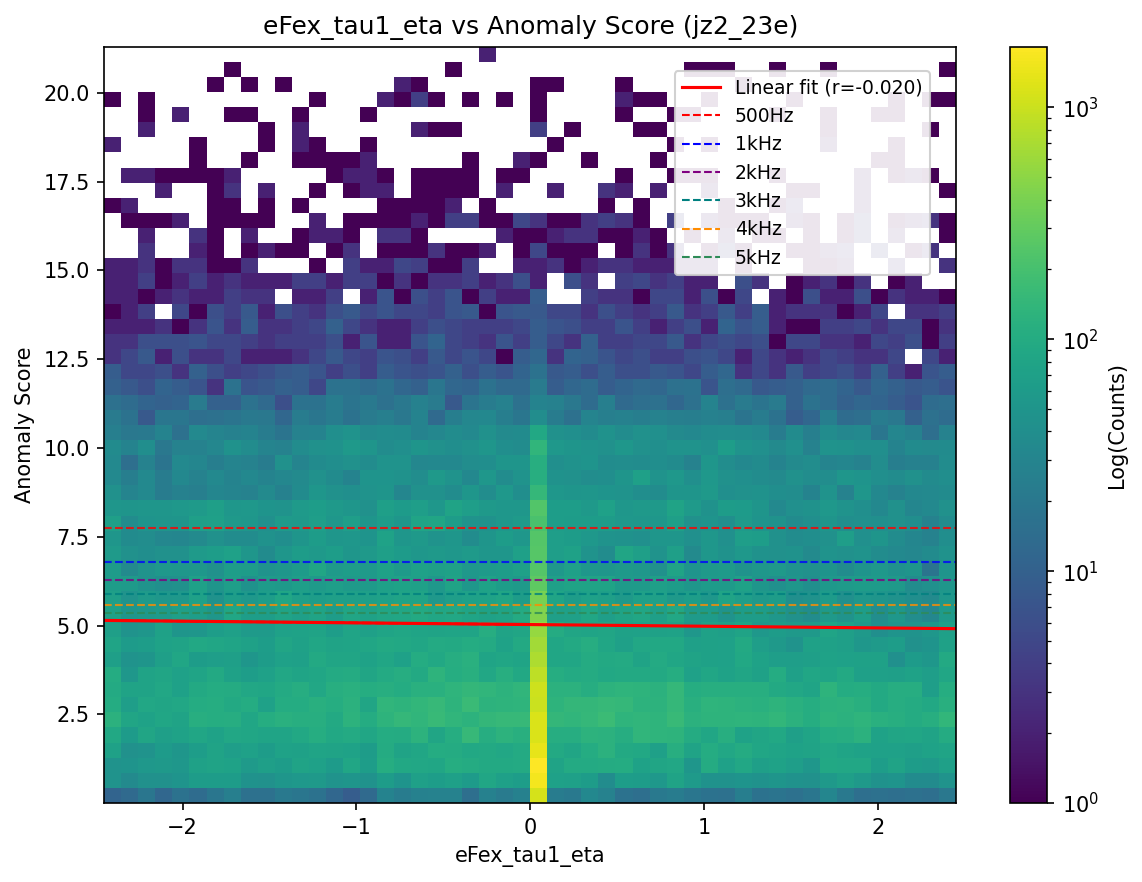 eFex_tau1_eta vs Anomaly Score (jz2_23e)
Linear fit (r=-0.020)
500Hz
1kHz
2kHz
3kHz
4kHz
5kHz
20.0
17.5
15.0
12.5
10.0
7.5
5.0
2.5
Anomaly Score
−2
−1
0
1
2
eFex_tau1_eta
10³
10²
10¹
10⁰
Log(Counts)